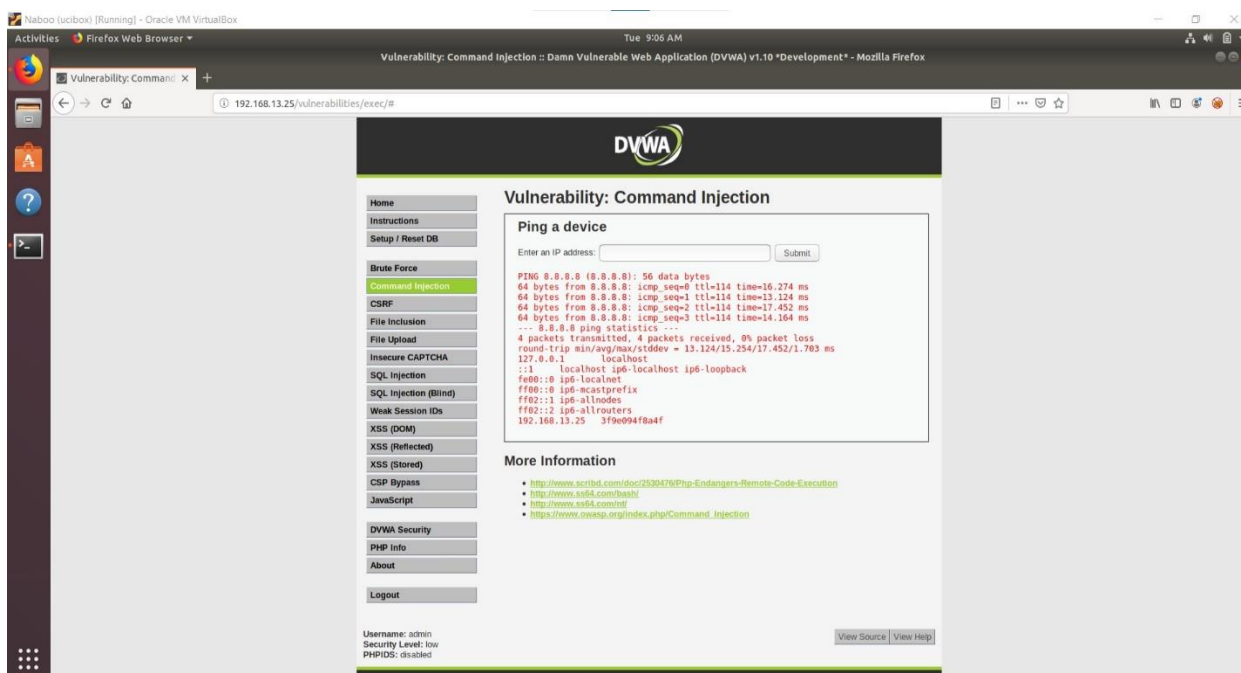 Naboo (ucibox) [Running] - Oracle VM VirtualBox
Activities Firefox Web Browser
Tue 9:06 AM
Vulnerability: Command Injection :: Damn Vulnerable Web Application (DVWA) v1.10 *Development* - Mozilla Firefox
Vulnerability: Command
192.168.13.25/vulnerabilities/exec/#
DVWA
Home
Instructions
Setup / Reset DB
Brute Force
Command Injection
CSRF
File Inclusion
File Upload
Insecure CAPTCHA
SQL Injection
SQL Injection (Blind)
Weak Session IDs
XSS (DOM)
XSS (Reflected)
XSS (Stored)
CSP Bypass
JavaScript
DVWA Security
PHP Info
About
Logout
Vulnerability: Command Injection
Ping a device
Enter an IP address: Submit
PING 8.8.8.8 (8.8.8.8): 56 data bytes
64 bytes from 8.8.8.8: icmp_seq=0 ttl=114 time=16.274 ms
64 bytes from 8.8.8.8: icmp_seq=1 ttl=114 time=13.124 ms
64 bytes from 8.8.8.8: icmp_seq=2 ttl=114 time=17.452 ms
64 bytes from 8.8.8.8: icmp_seq=3 ttl=114 time=14.164 ms
--- 8.8.8.8 ping statistics ---
4 packets transmitted, 4 packets received, 0% packet loss
round-trip min/avg/max/stddev = 13.124/15.254/17.452/1.703 ms
127.0.0.1 localhost
::1 localhost ip6-localhost ip6-loopback
fe00::0 ip6-localnet
ff00::0 ip6-mcastprefix
ff02::1 ip6-allnodes
ff02::2 ip6-allrouters
192.168.13.25 3f9e094f8a4f
More Information
http://www.scribd.com/doc/2530476/Php-Endangers-Remote-Code-Execution
http://www.ss64.com/bash/
http://www.ss64.com/nt/
https://www.owasp.org/index.php/Command_Injection
Username: admin
Security Level: low
PHPIDS: disabled
View Source View Help